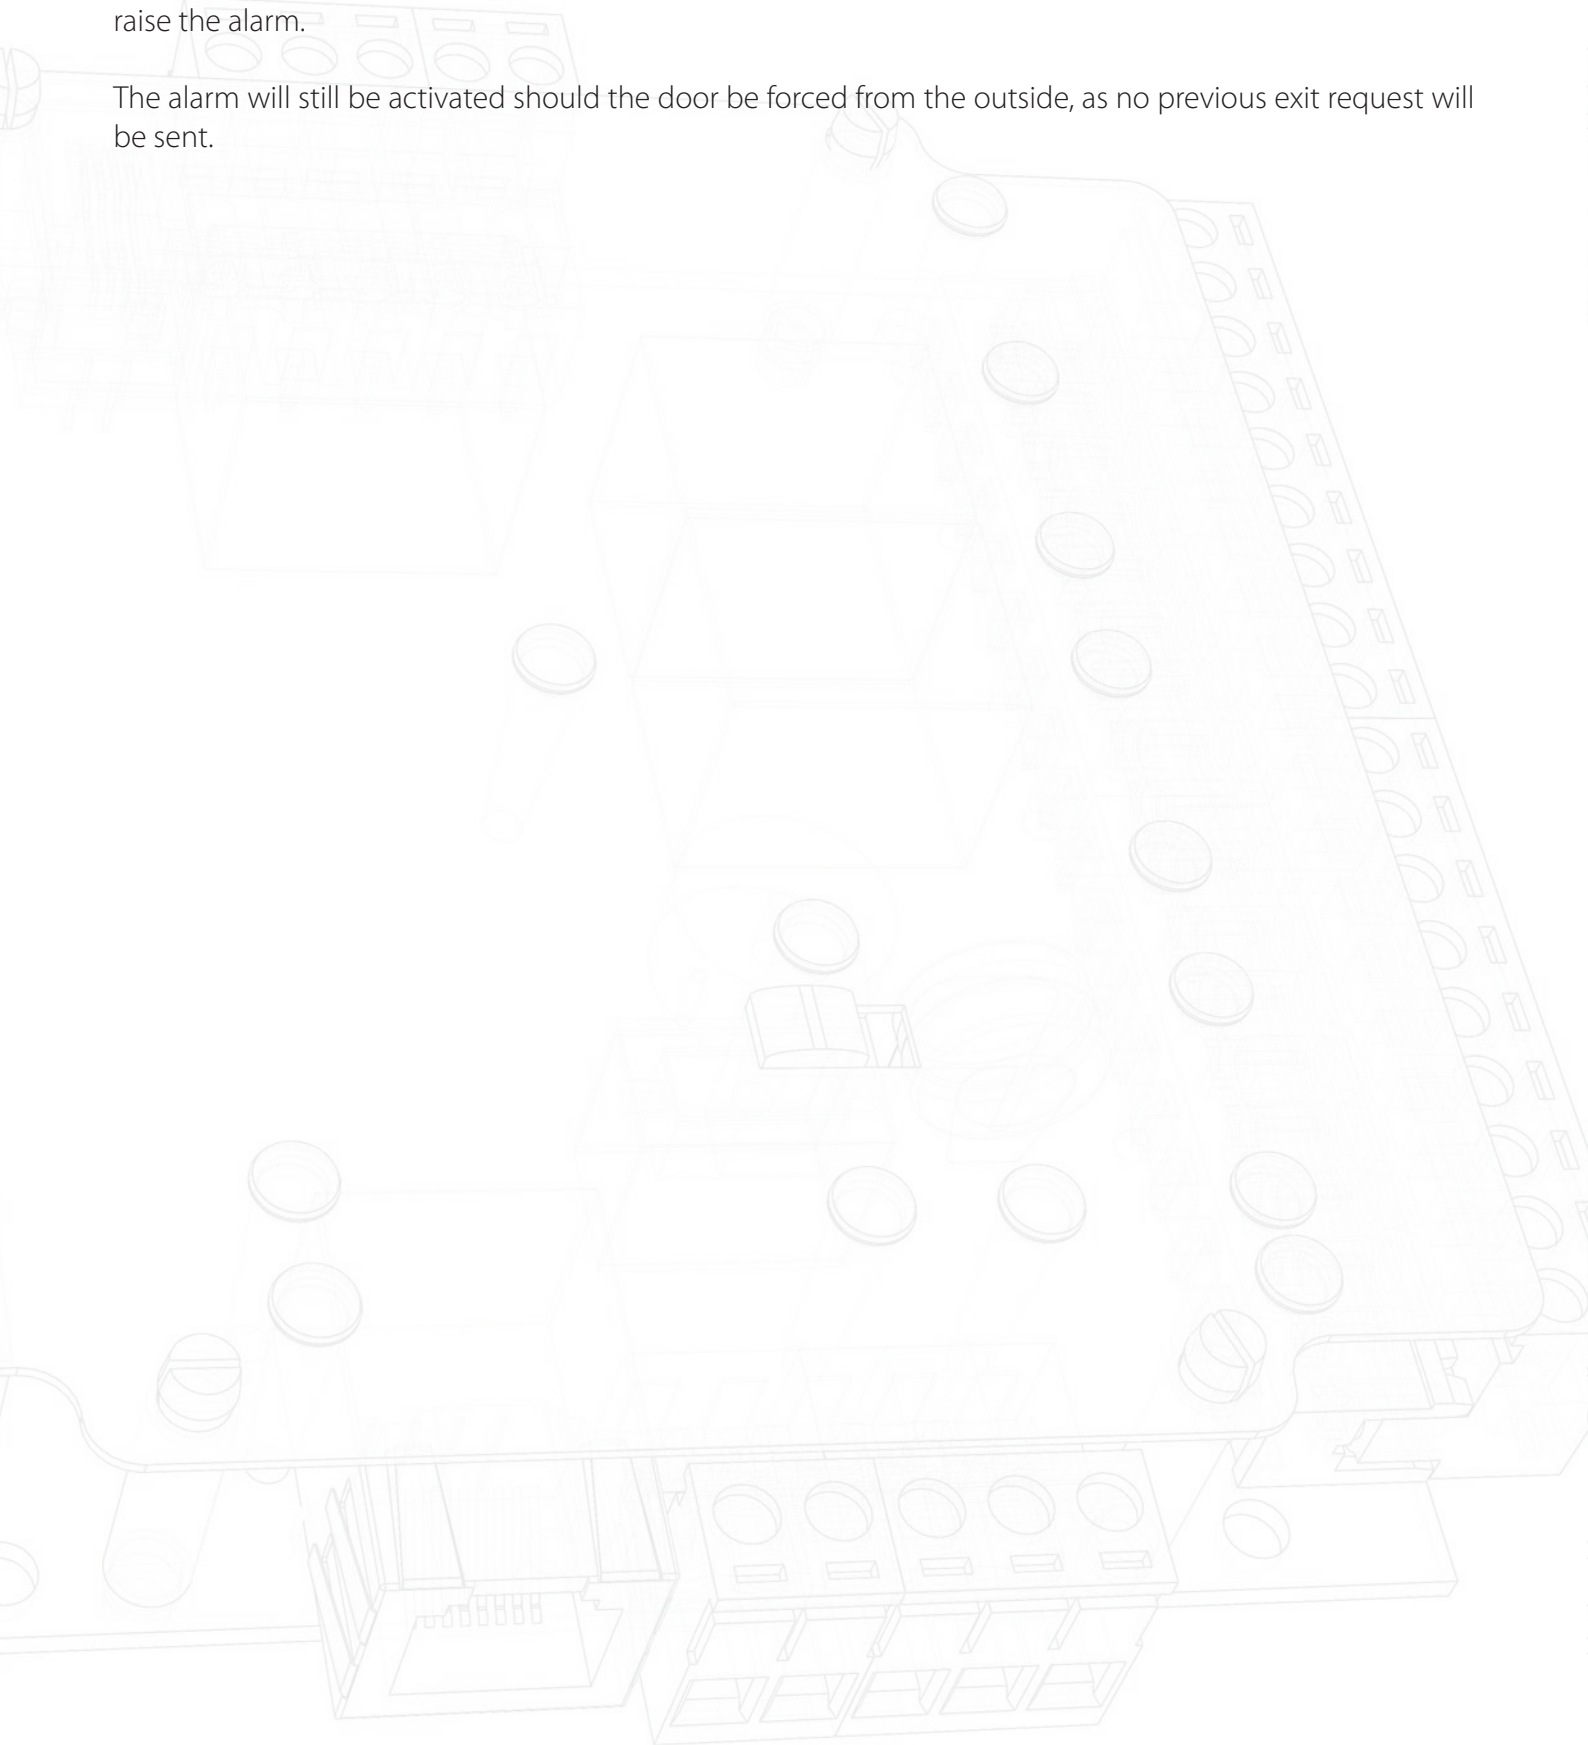 raise the alarm.
The alarm will still be activated should the door be forced from the outside, as no previous exit request will
be sent.